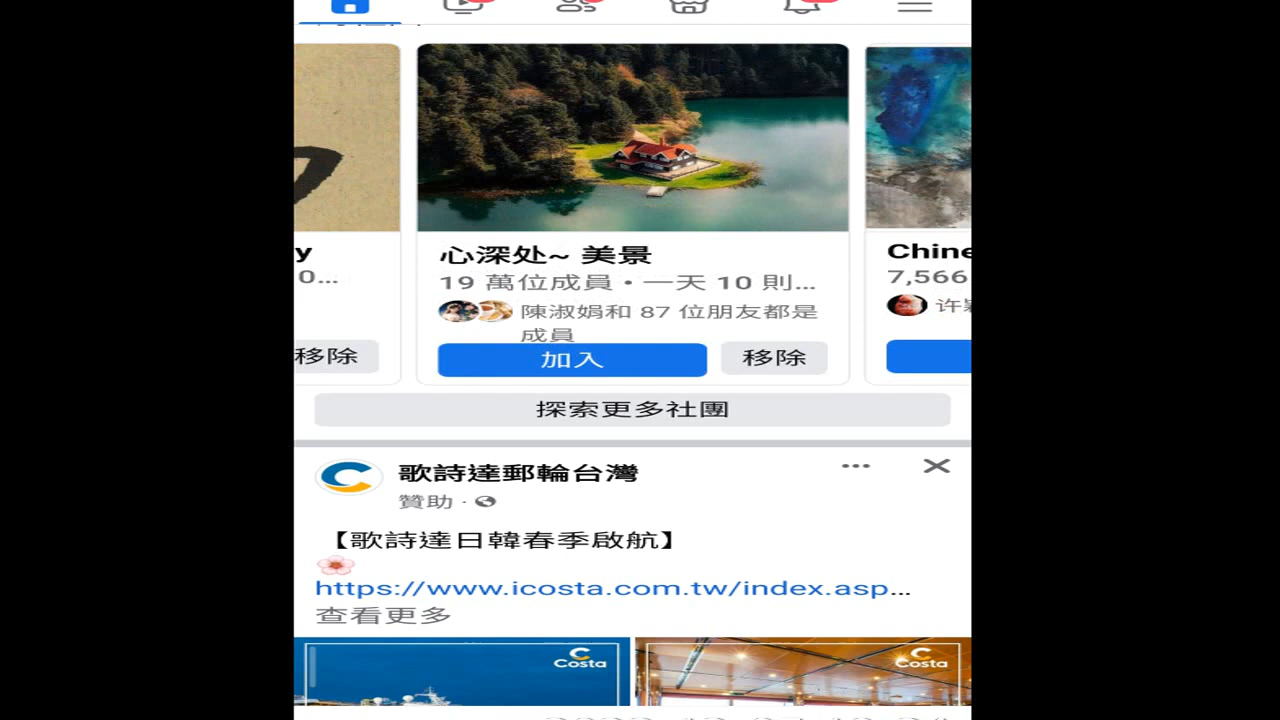 y
0...
移除
心深处~ 美景
19 萬位成員・一天 10 則...
陳淑娟和 87 位朋友都是
成員
加入
移除
Chine
7,566
许
探索更多社團
歌詩達郵輪台灣
贊助 ·
【歌詩達日韓春季啟航】
https://www.icosta.com.tw/index.asp...
查看更多
Costa
Costa